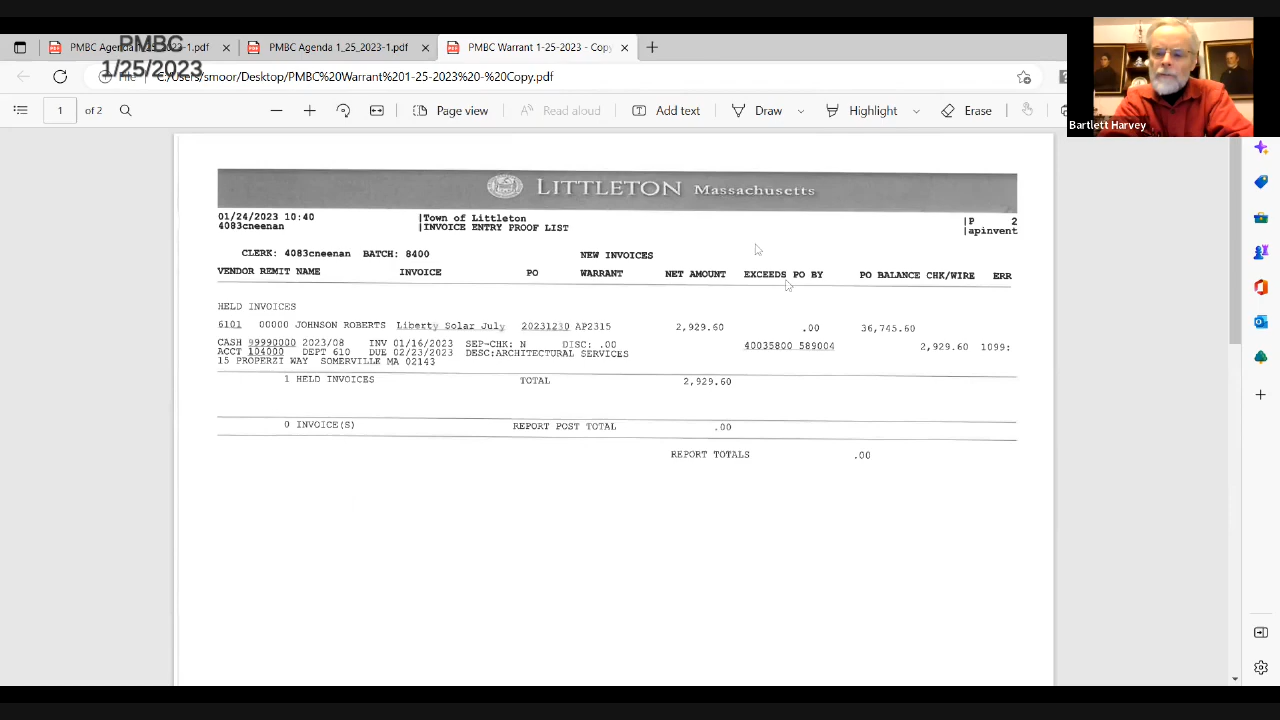 PMBC
1/25/2023
PMBC Agenda 1_25_2023-1.pdf
PMBC Agenda 1_25_2023-1.pdf
PMBC Warrant 1-25-2023 - Copy
File C:/Users/smoor/Desktop/PMBC%20Warrant%201-25-2023%20-%20Copy.pdf
1 of 2
Page view
Read aloud
Add text
Draw
Highlight
Erase
Bartlett Harvey
LITTLETON Massachusetts
01/24/2023 10:40 |Town of Littleton |P 2
4083cneenan |INVOICE ENTRY PROOF LIST |apinvent
CLERK: 4083cneenan BATCH: 8400 NEW INVOICES
VENDOR REMIT NAME INVOICE PO WARRANT NET AMOUNT EXCEEDS PO BY PO BALANCE CHK/WIRE ERR
HELD INVOICES
6101 00000 JOHNSON ROBERTS Liberty Solar July 20231230 AP2315 2,929.60 .00 36,745.60
CASH 99990000 2023/08 INV 01/16/2023 SEP-CHK: N DISC: .00 40035800 589004 2,929.60 1099:
ACCT 104000 DEPT 610 DUE 02/23/2023 DESC:ARCHITECTURAL SERVICES
15 PROPERZI WAY SOMERVILLE MA 02143
1 HELD INVOICES TOTAL 2,929.60
0 INVOICE(S) REPORT POST TOTAL .00
REPORT TOTALS .00